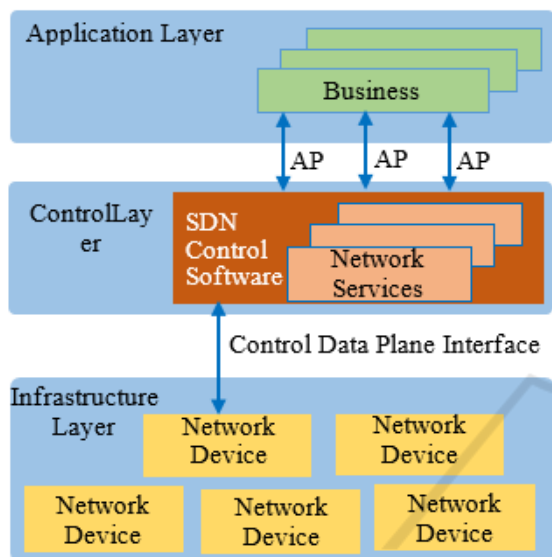 Application Layer
Business
AP
AP
AP
ControlLay
er
SDN
Control
Software
Network
Services
Control Data Plane Interface
Infrastructure
Layer
Network
Device
Network
Device
Network
Device
Network
Device
Network
Device